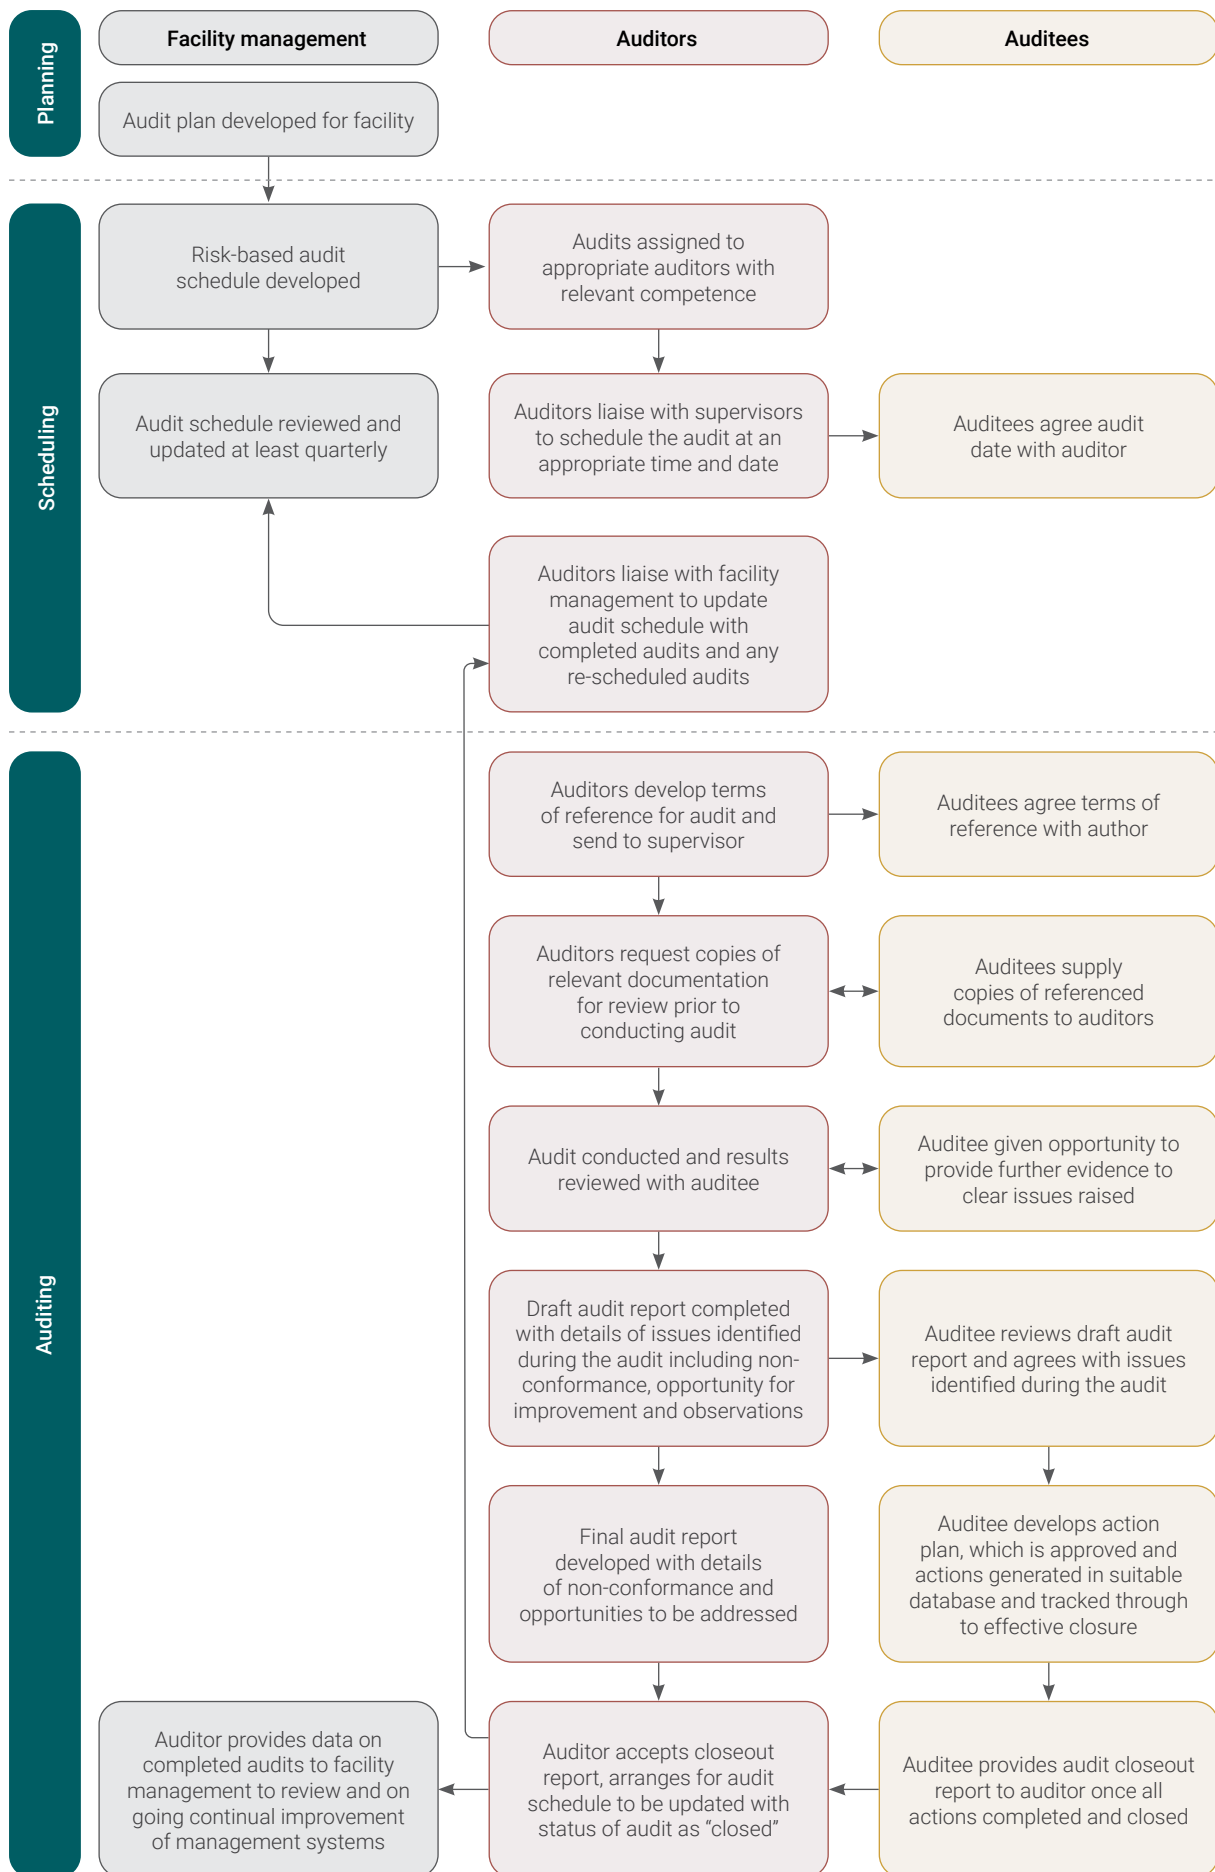 Planning
Facility management
Auditors
Auditees
Audit plan developed for facility
Scheduling
Risk-based audit
schedule developed
Audits assigned to
appropriate auditors with
relevant competence
Audit schedule reviewed and
updated at least quarterly
Auditors liaise with supervisors
to schedule the audit at an
appropriate time and date
Auditees agree audit
date with auditor
Auditors liaise with facility
management to update
audit schedule with
completed audits and any
re-scheduled audits
Auditing
Auditors develop terms
of reference for audit and
send to supervisor
Auditees agree terms of
reference with author
Auditors request copies of
relevant documentation
for review prior to
conducting audit
Auditees supply
copies of referenced
documents to auditors
Audit conducted and results
reviewed with auditee
Auditee given opportunity to
provide further evidence to
clear issues raised
Draft audit report completed
with details of issues identified
during the audit including non-
conformance, opportunity for
improvement and observations
Auditee reviews draft audit
report and agrees with issues
identified during the audit
Final audit report
developed with details
of non-conformance and
opportunities to be addressed
Auditee develops action
plan, which is approved and
actions generated in suitable
database and tracked through
to effective closure
Auditor provides data on
completed audits to facility
management to review and on
going continual improvement
of management systems
Auditor accepts closeout
report, arranges for audit
schedule to be updated with
status of audit as “closed”
Auditee provides audit closeout
report to auditor once all
actions completed and closed